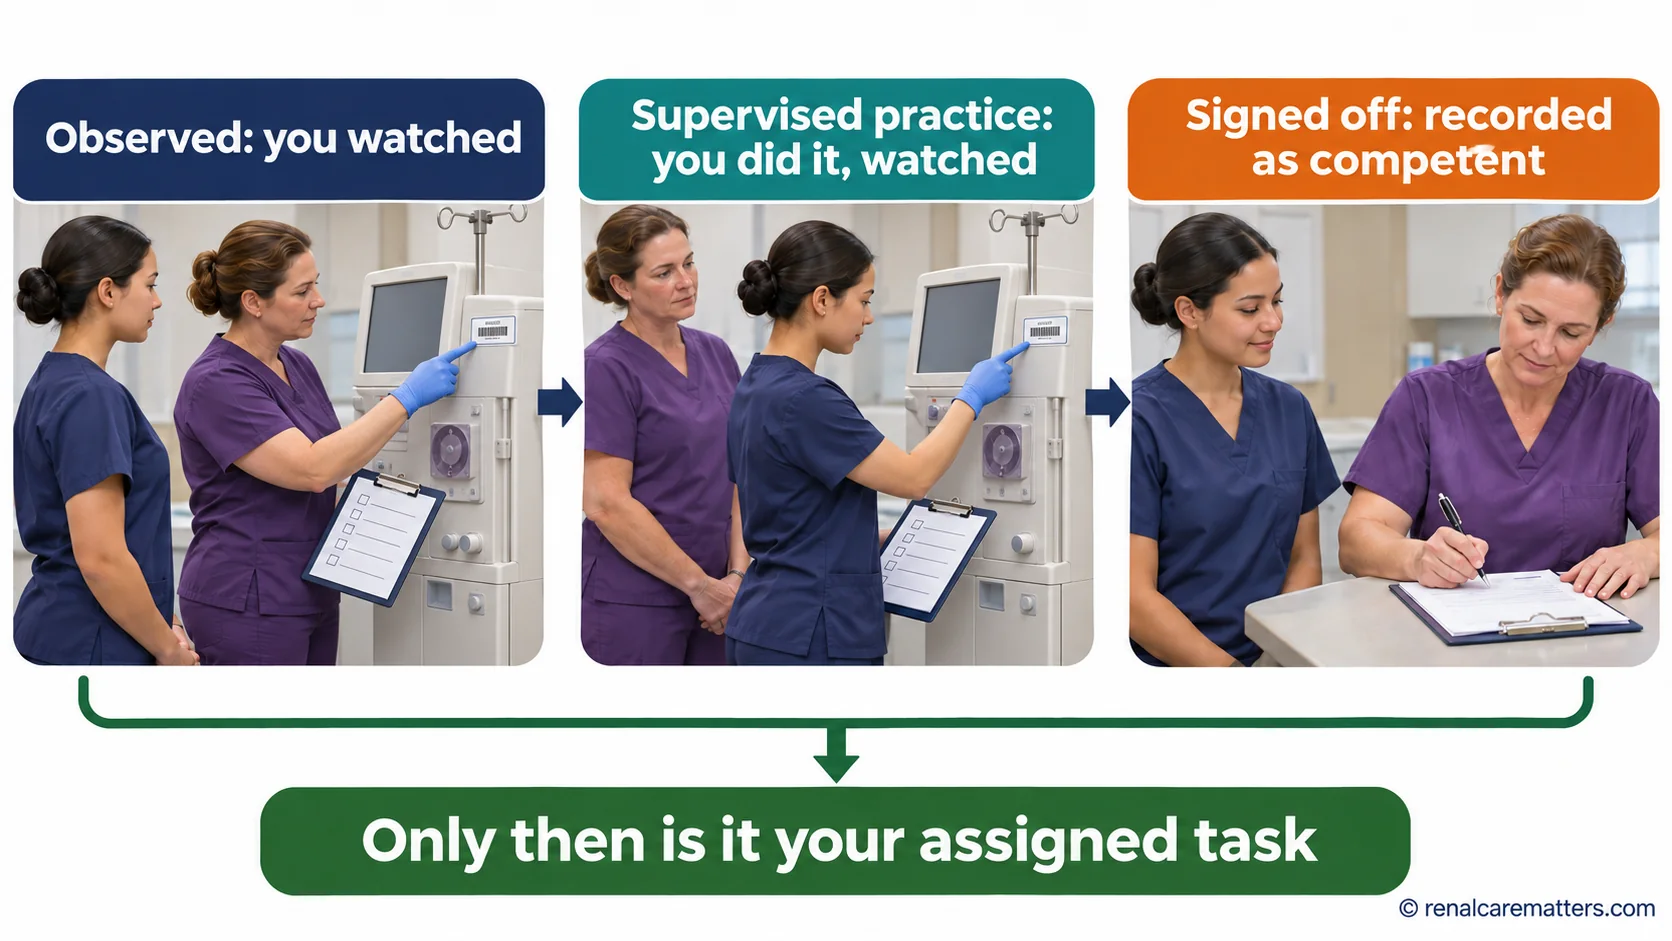 Observed: you watched
Supervised practice:
you did it, watched
Signed off: recorded
as competent
Only then is it your assigned task
© renalcarematters.com